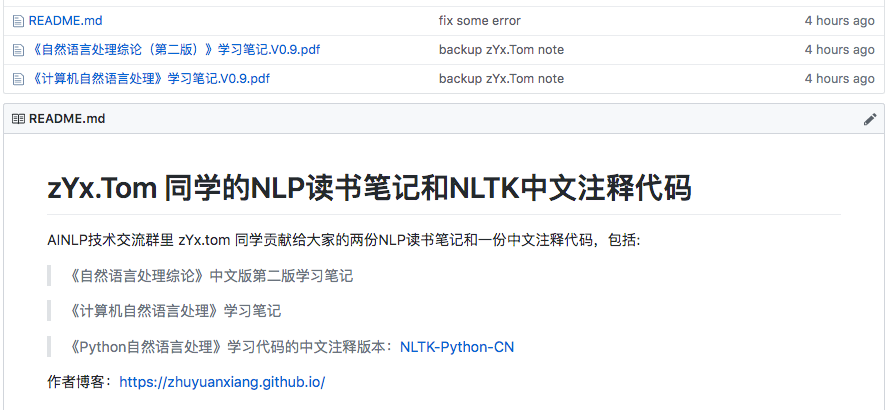 README.md fix some error 4 hours ago
《自然语言处理综论（第二版）》学习笔记.V0.9.pdf backup zYx.Tom note 4 hours ago
《计算机自然语言处理》学习笔记.V0.9.pdf backup zYx.Tom note 4 hours ago
README.md
zYx.Tom 同学的NLP读书笔记和NLTK中文注释代码
AINLP技术交流群里 zYx.tom 同学贡献给大家的两份NLP读书笔记和一份中文注释代码，包括:
《自然语言处理综论》中文版第二版学习笔记
《计算机自然语言处理》学习笔记
《Python自然语言处理》学习代码的中文注释版本：NLTK-Python-CN
作者博客：https://zhuyuanxiang.github.io/